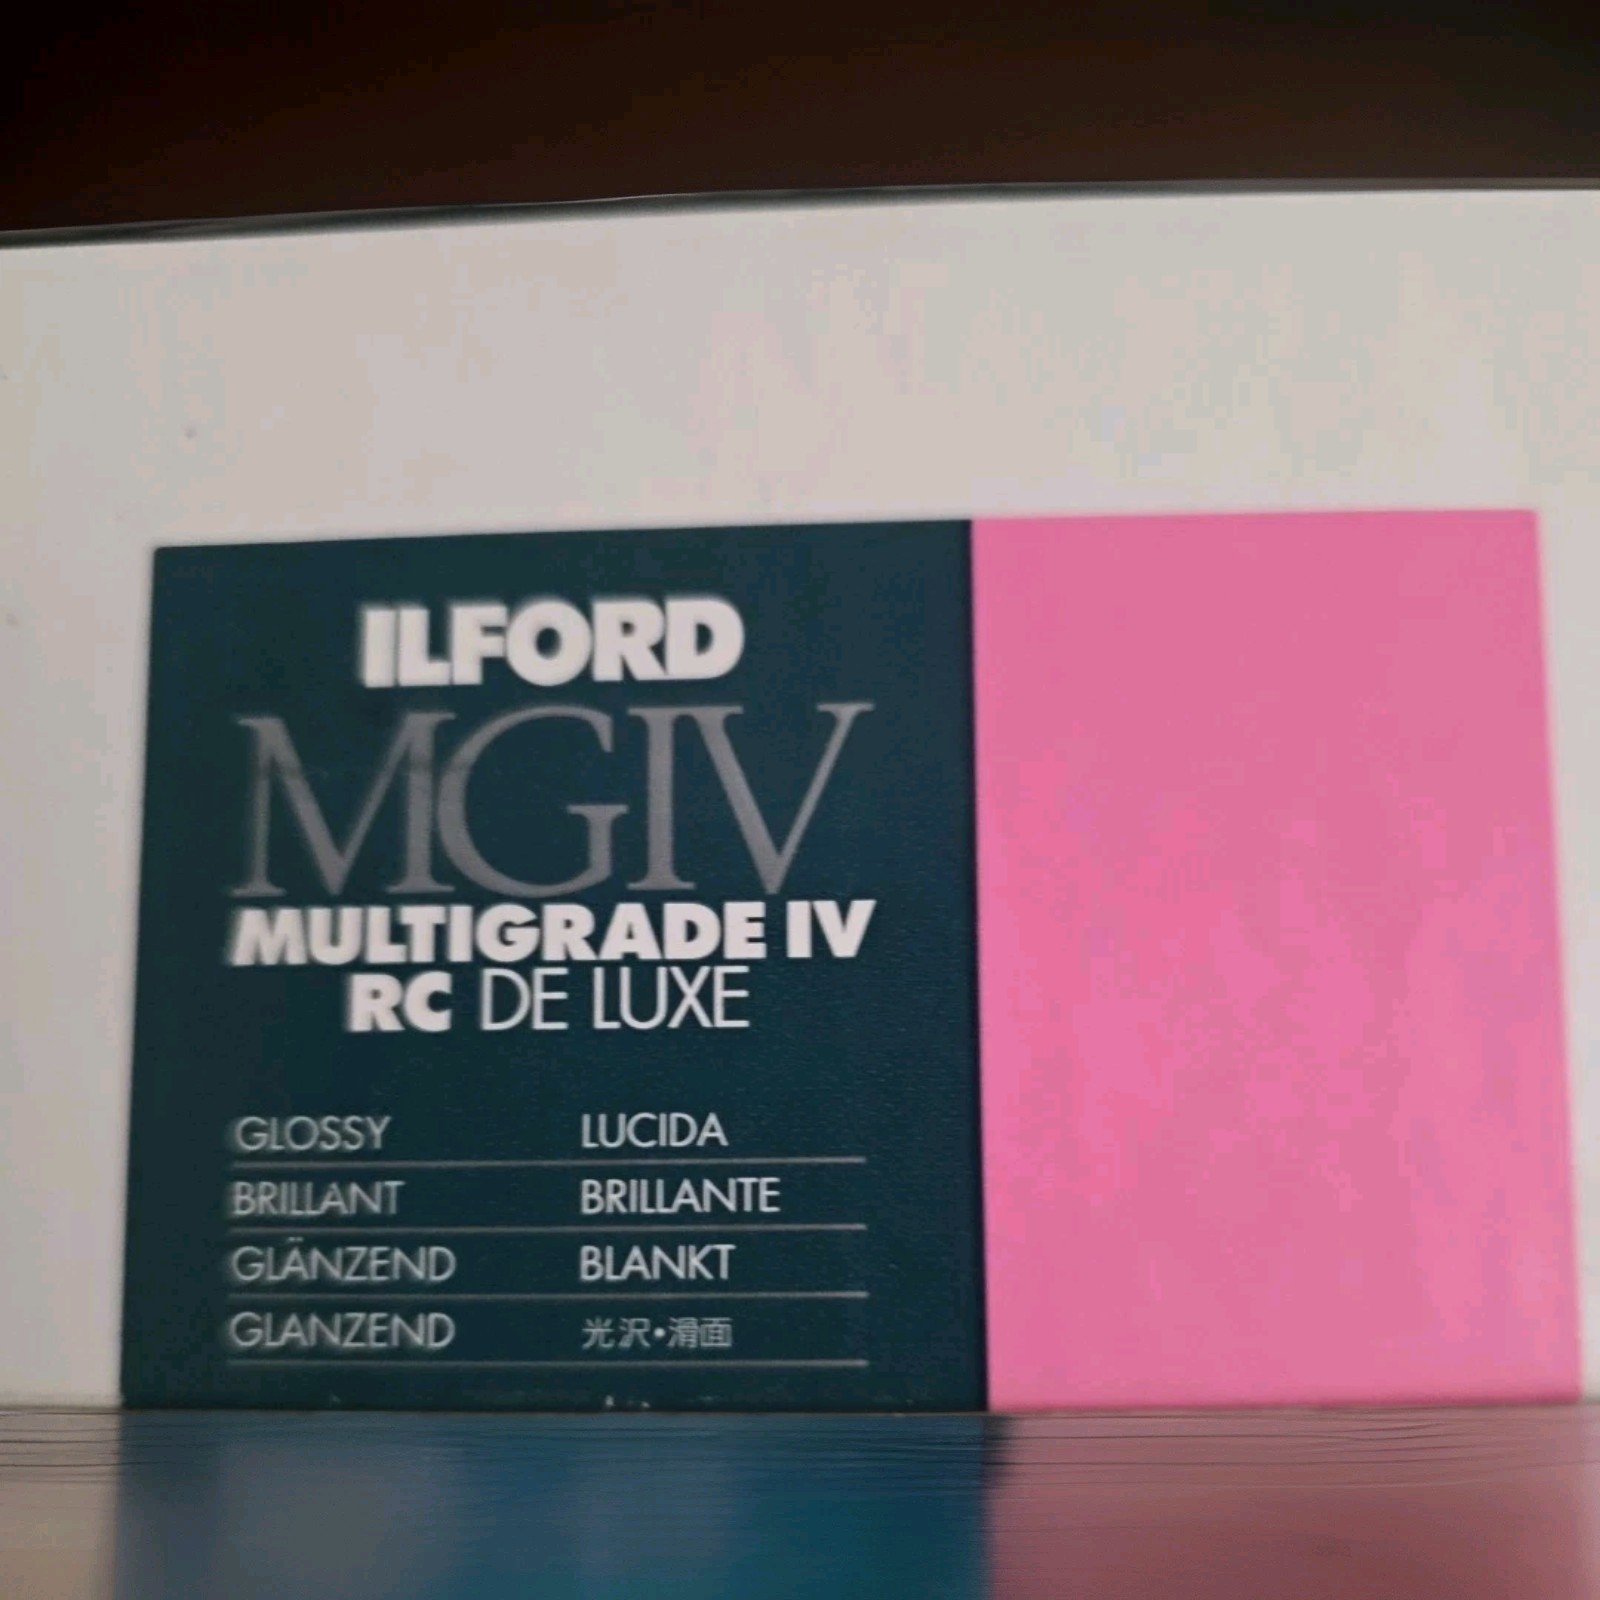 ILFORD
MGIV
MULTIGRADE IV
RC DE LUXE
GLOSSY LUCIDA
BRILLANT BRILLANTE
GLÄNZEND BLANKT
GLANZEND 光沢•滑面